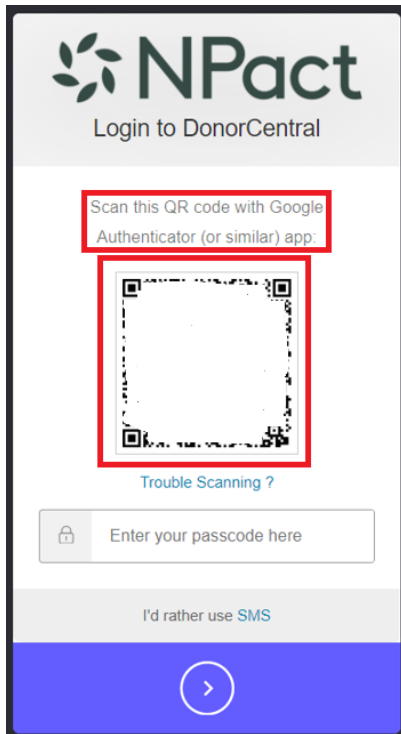 NPact
Login to DonorCentral
Scan this QR code with Google
Authenticator (or similar) app:
Trouble Scanning ?
Enter your passcode here
I'd rather use SMS